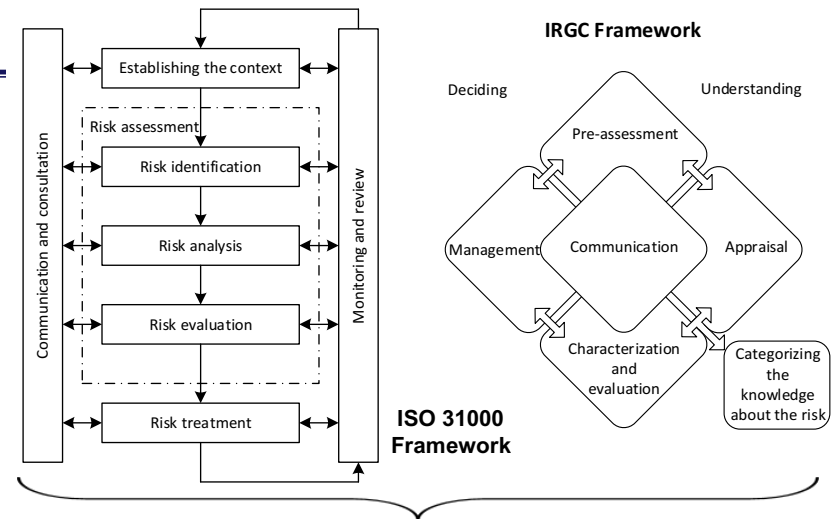 Communication and consultation
Establishing the context
Risk assessment
Risk identification
Risk analysis
Risk evaluation
Risk treatment
Monitoring and review
ISO 31000
Framework
IRGC Framework
Deciding
Understanding
Pre-assessment
Management
Communication
Appraisal
Characterization
and
evaluation
Categorizing
the
knowledge
about the risk